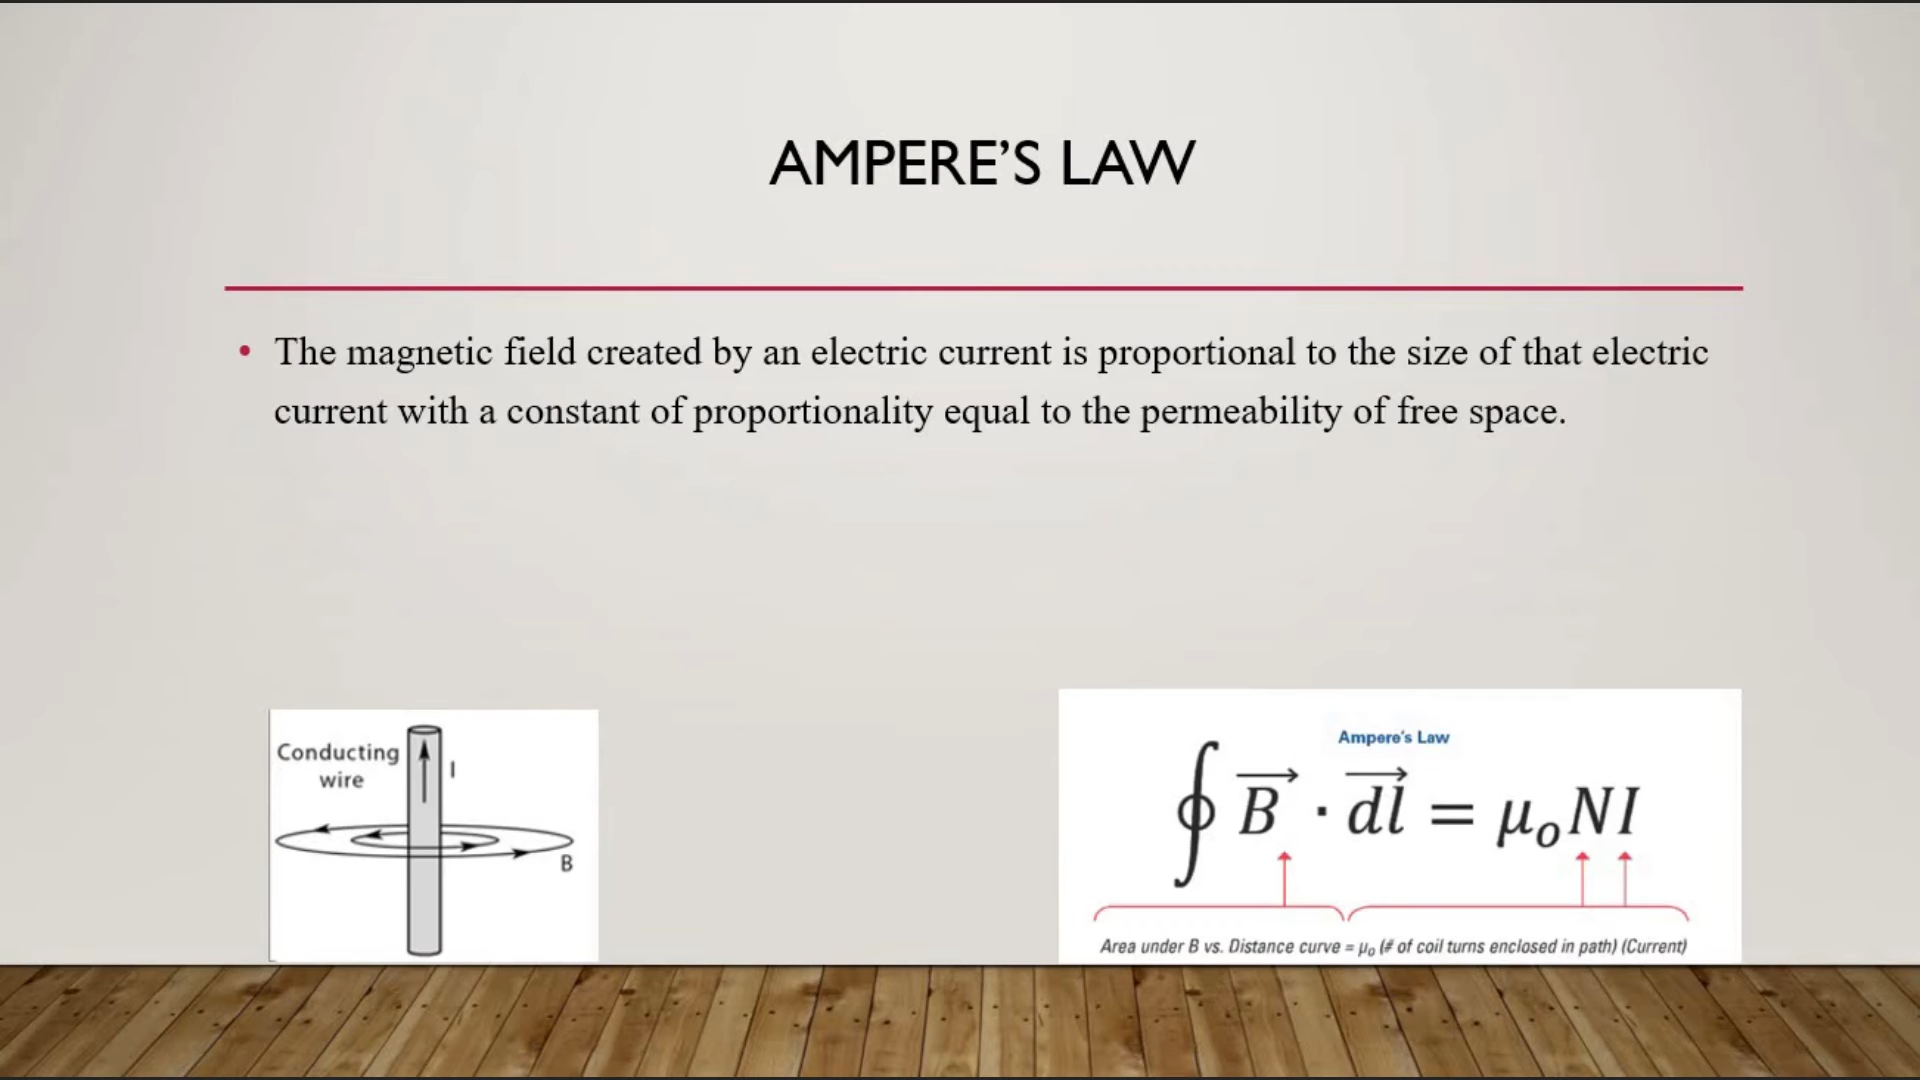 AMPERE’S LAW
• The magnetic field created by an electric current is proportional to the size of that electric
current with a constant of proportionality equal to the permeability of free space.
Conducting
wire
I
B
Ampere's Law
∮ B⃗ · dl⃗ = μₒNI
Area under B vs. Distance curve = μₒ (# of coil turns enclosed in path) (Current)